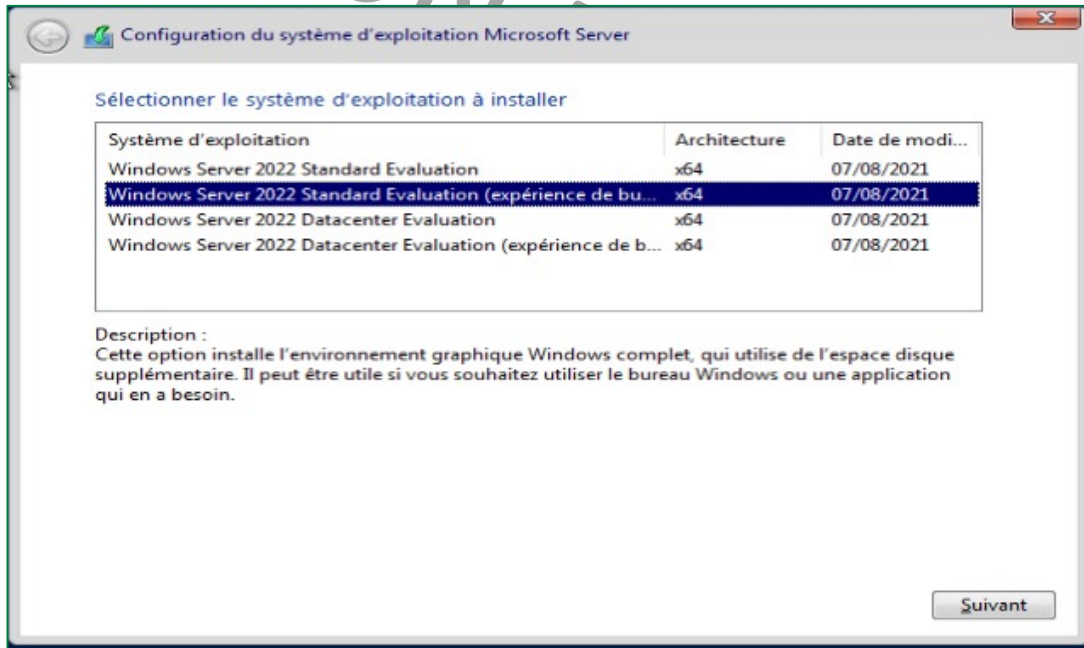 Configuration du système d'exploitation Microsoft Server
Sélectionner le système d'exploitation à installer
Système d'exploitation Architecture Date de modi...
Windows Server 2022 Standard Evaluation x64 07/08/2021
Windows Server 2022 Standard Evaluation (expérience de bu... x64 07/08/2021
Windows Server 2022 Datacenter Evaluation x64 07/08/2021
Windows Server 2022 Datacenter Evaluation (expérience de b... x64 07/08/2021
Description :
Cette option installe l'environnement graphique Windows complet, qui utilise de l'espace disque
supplémentaire. Il peut être utile si vous souhaitez utiliser le bureau Windows ou une application
qui en a besoin.
Suivant